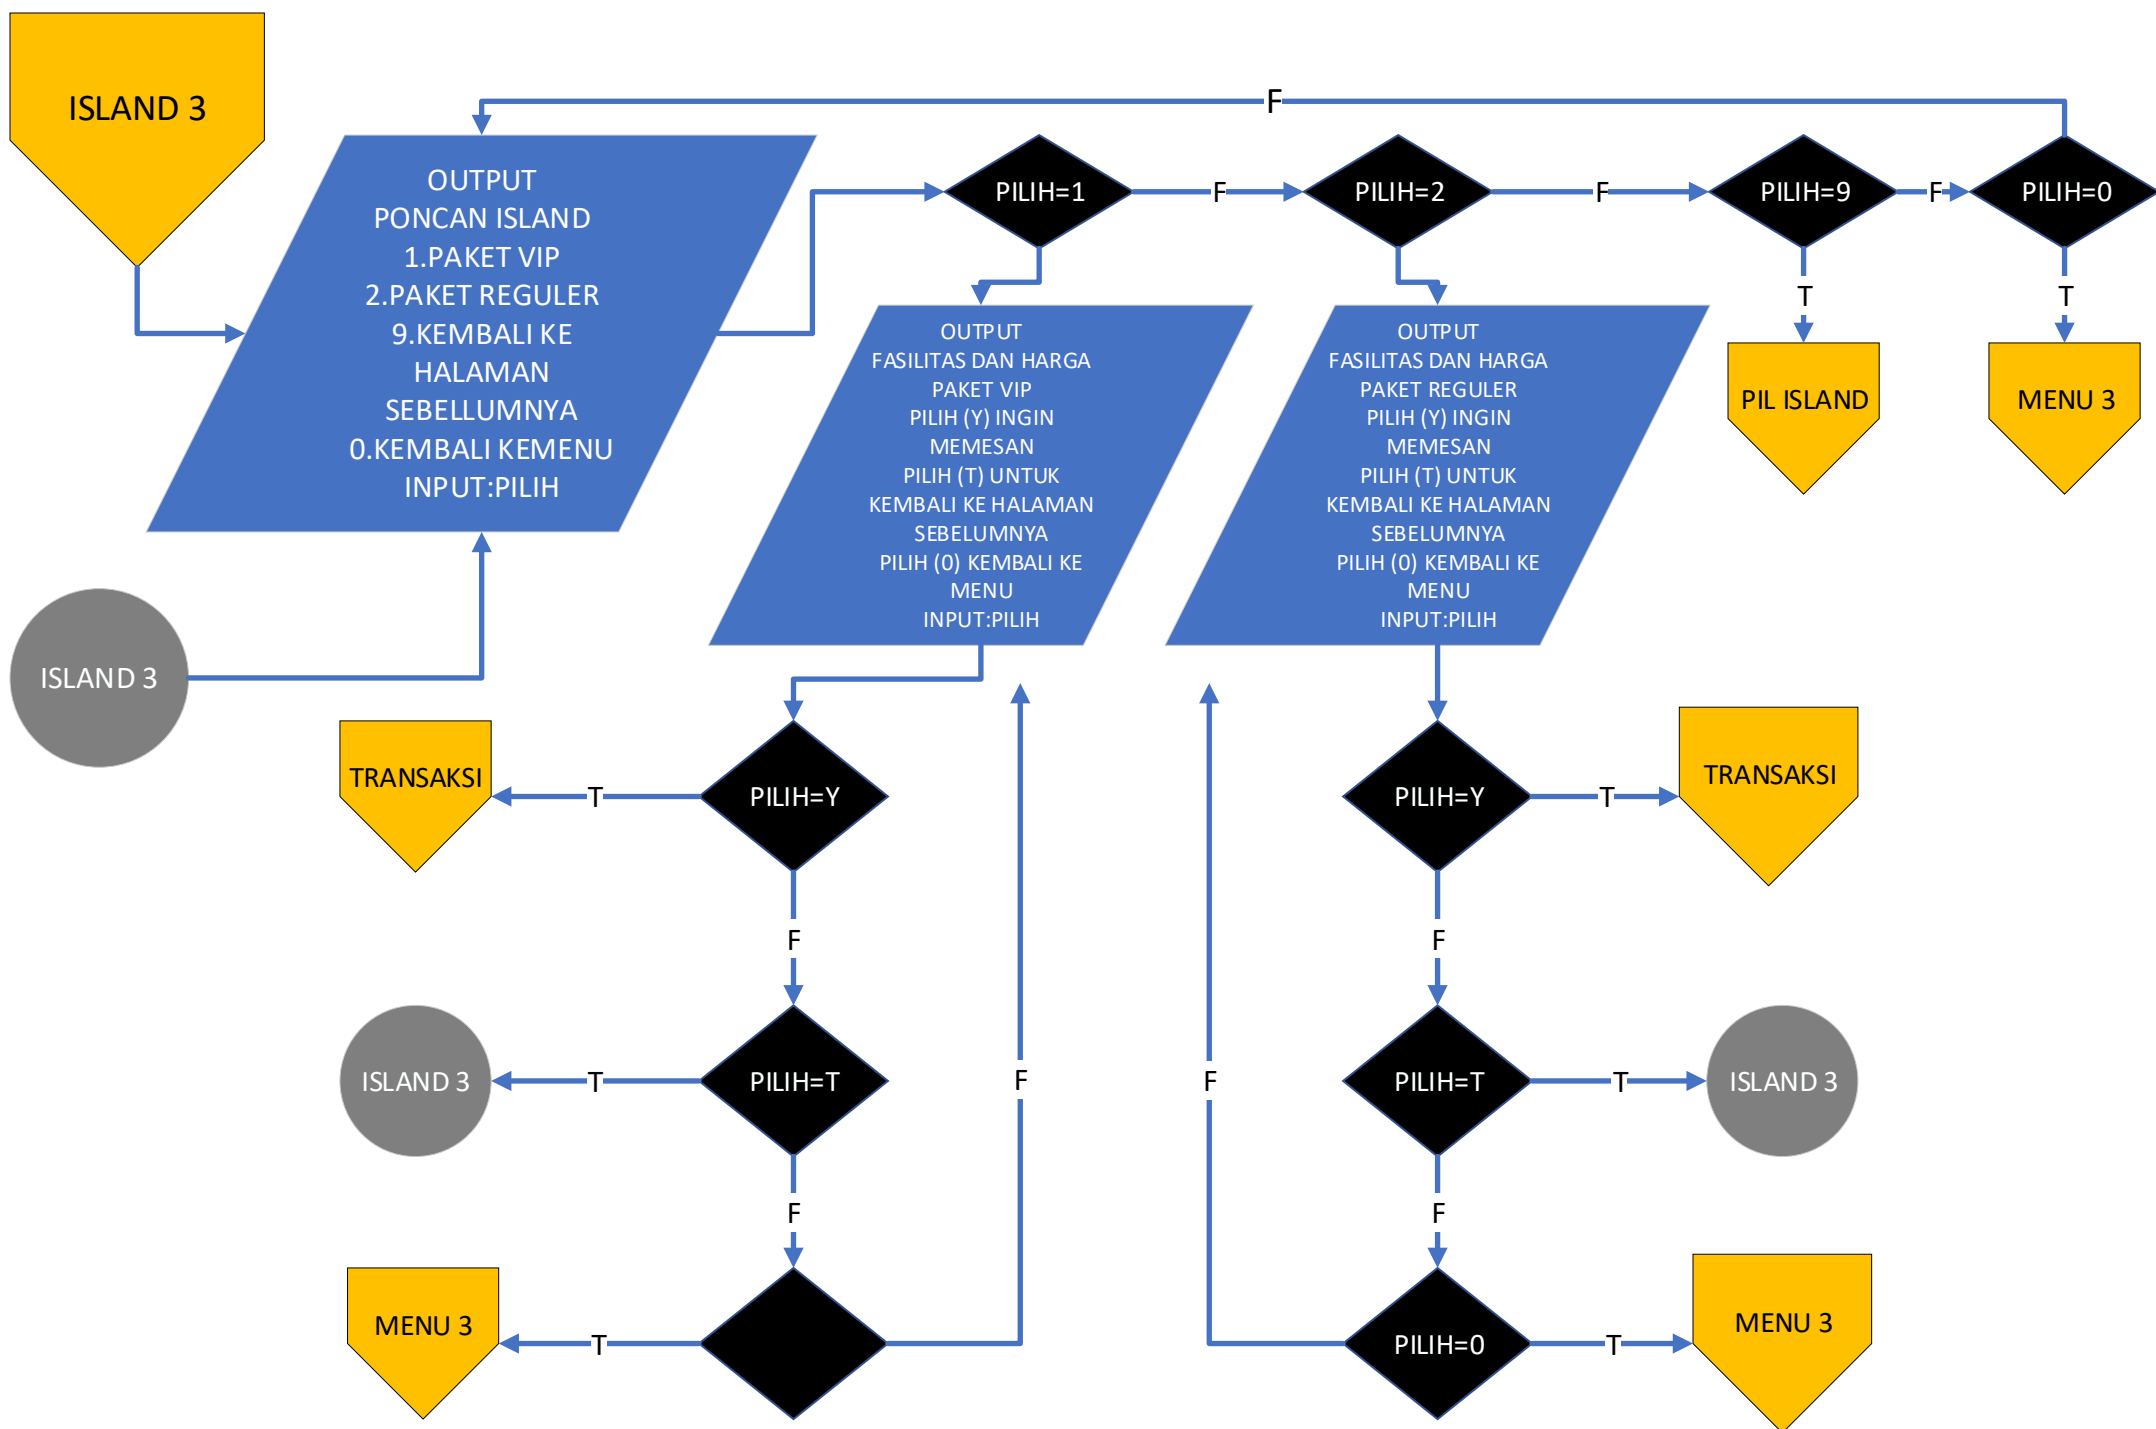 ISLAND 3
F
OUTPUT
PONCAN ISLAND
1.PAKET VIP
2.PAKET REGULER
9.KEMBALI KE
HALAMAN
SEBELLUMNYA
0.KEMBALI KEMENU
INPUT:PILIH
PILIH=1
F
PILIH=2
F
PILIH=9
F
PILIH=0
T
T
PIL ISLAND
MENU 3
OUTPUT
FASILITAS DAN HARGA
PAKET VIP
PILIH (Y) INGIN
MEMESAN
PILIH (T) UNTUK
KEMBALI KE HALAMAN
SEBELUMNYA
PILIH (0) KEMBALI KE
MENU
INPUT:PILIH
OUTPUT
FASILITAS DAN HARGA
PAKET REGULER
PILIH (Y) INGIN
MEMESAN
PILIH (T) UNTUK
KEMBALI KE HALAMAN
SEBELUMNYA
PILIH (0) KEMBALI KE
MENU
INPUT:PILIH
ISLAND 3
TRANSAKSI
T
PILIH=Y
PILIH=Y
T
TRANSAKSI
F
F
ISLAND 3
T
PILIH=T
F
F
PILIH=T
T
ISLAND 3
F
F
MENU 3
T
PILIH=0
T
MENU 3